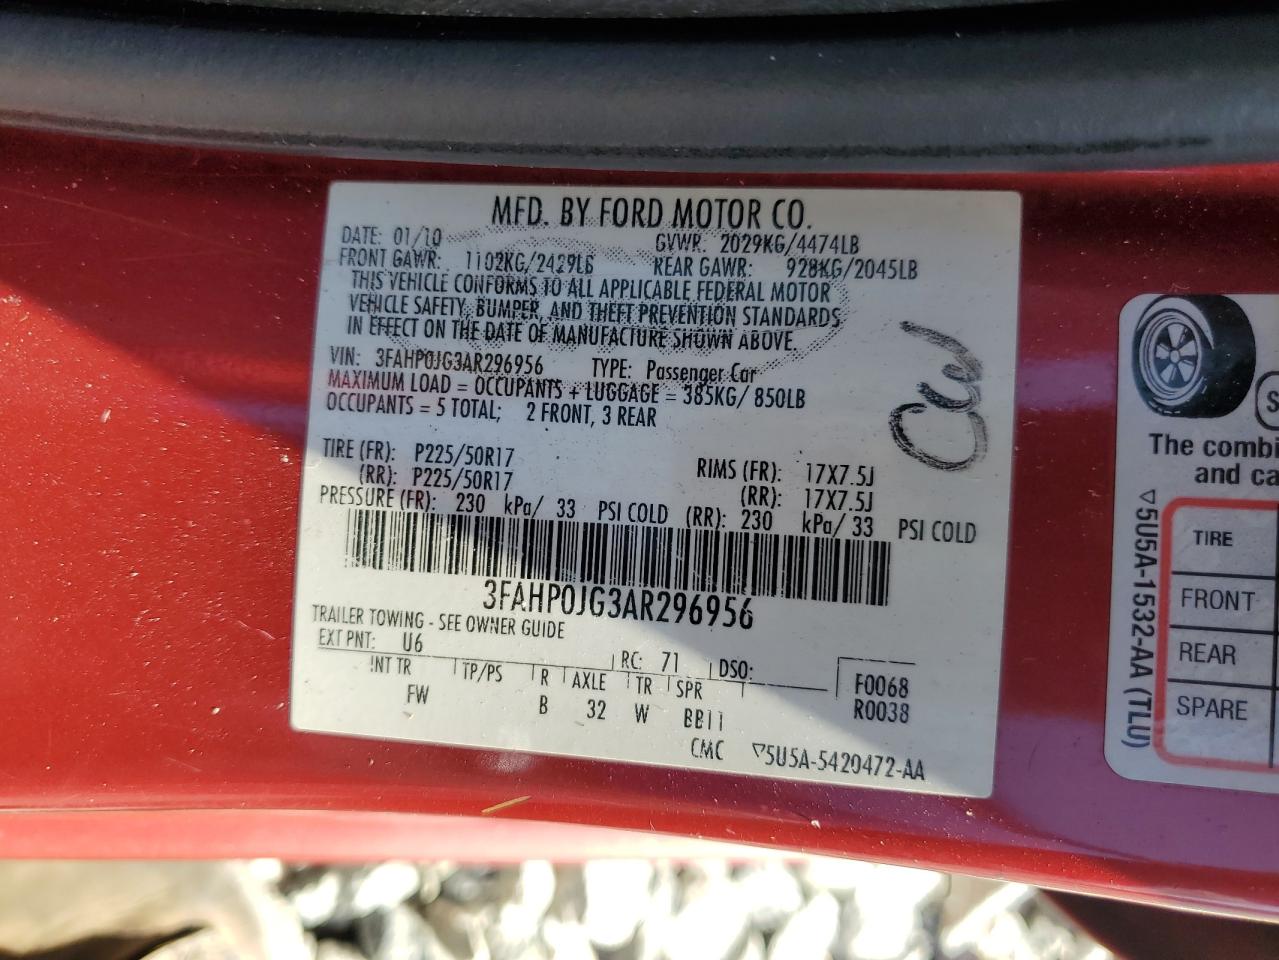 MFD. BY FORD MOTOR CO.
DATE: 01/10 GVWR: 2029KG/4474LB
FRONT GAWR: 1102KG/2429LB REAR GAWR: 928KG/2045LB
THIS VEHICLE CONFORMS TO ALL APPLICABLE FEDERAL MOTOR
VEHICLE SAFETY, BUMPER, AND THEFT PREVENTION STANDARDS
IN EFFECT ON THE DATE OF MANUFACTURE SHOWN ABOVE.
VIN: 3FAHP0JG3AR296956 TYPE: Passenger Car
MAXIMUM LOAD = OCCUPANTS + LUGGAGE = 385KG/ 850LB
OCCUPANTS = 5 TOTAL; 2 FRONT, 3 REAR
TIRE (FR): P225/50R17 RIMS (FR): 17X7.5J
(RR): P225/50R17 (RR): 17X7.5J
PRESSURE (FR): 230 kPa/ 33 PSI COLD (RR): 230 kPa/ 33 PSI COLD
3FAHP0JG3AR296956
TRAILER TOWING - SEE OWNER GUIDE
EXT PNT: U6 RC: 71 DSO:
INT TR TP/PS R AXLE TR SPR F0068
FW B 32 W BB11 R0038
CMC ▽5U5A-5420472-AA
The combi
and ca
TIRE
FRONT
REAR
SPARE
▽5U5A-1532-AA (TLU)